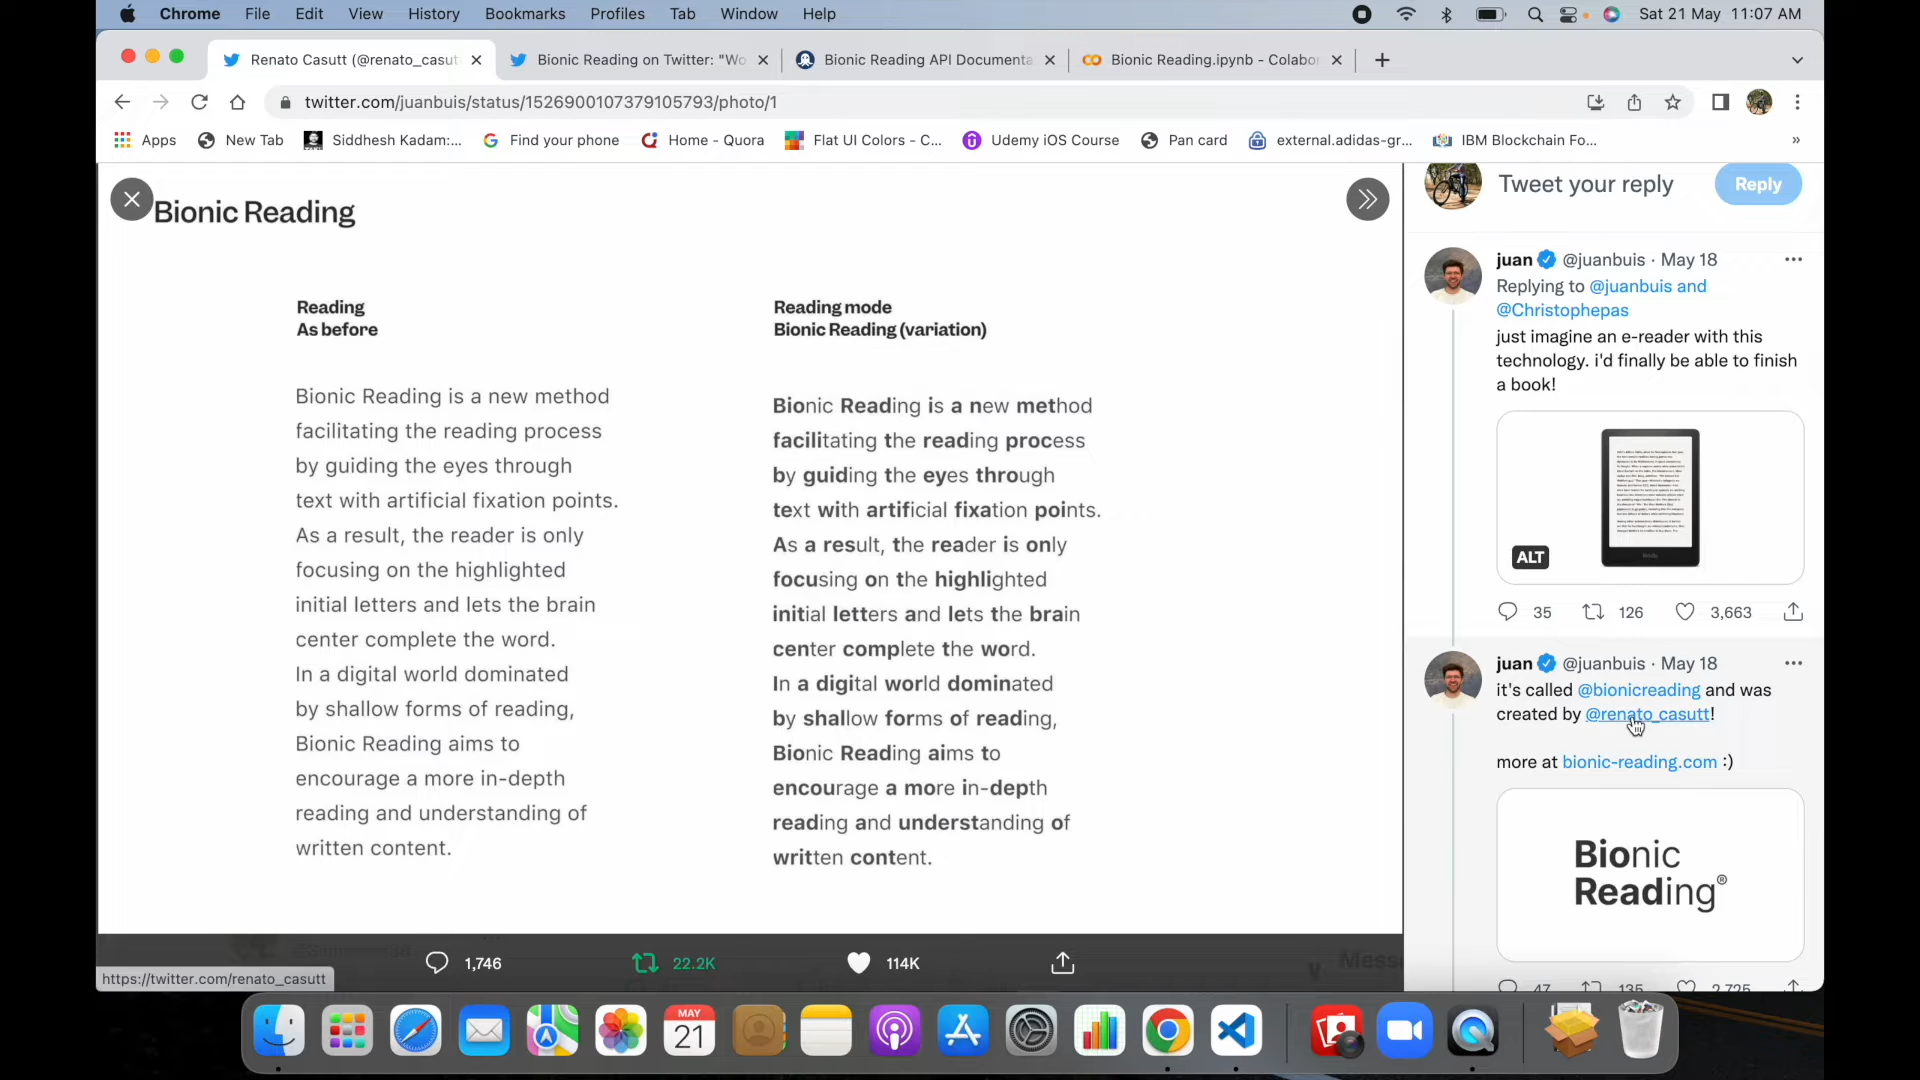 Chrome File Edit View History Bookmarks Profiles Tab Window Help
Sat 21 May 11:07 AM
Renato Casutt (@renato_casut
Bionic Reading on Twitter: "Wo
Bionic Reading API Documenta
Bionic Reading.ipynb - Colabo
twitter.com/juanbuis/status/1526900107379105793/photo/1
Apps
New Tab
Siddhesh Kadam:...
Find your phone
Home - Quora
Flat UI Colors - C...
Udemy iOS Course
Pan card
external.adidas-gr...
IBM Blockchain Fo...
Bionic Reading
Reading
As before
Bionic Reading is a new method
facilitating the reading process
by guiding the eyes through
text with artificial fixation points.
As a result, the reader is only
focusing on the highlighted
initial letters and lets the brain
center complete the word.
In a digital world dominated
by shallow forms of reading,
Bionic Reading aims to
encourage a more in-depth
reading and understanding of
written content.
Reading mode
Bionic Reading (variation)
Bionic Reading is a new method
facilitating the reading process
by guiding the eyes through
text with artificial fixation points.
As a result, the reader is only
focusing on the highlighted
initial letters and lets the brain
center complete the word.
In a digital world dominated
by shallow forms of reading,
Bionic Reading aims to
encourage a more in-depth
reading and understanding of
written content.
1,746
22.2K
114K
https://twitter.com/renato_casutt
Tweet your reply
Reply
juan @juanbuis · May 18
Replying to @juanbuis and
@Christophepas
just imagine an e-reader with this
technology. i'd finally be able to finish
a book!
ALT
35
126
3,663
juan @juanbuis · May 18
it's called @bionicreading and was
created by @renato_casutt!
more at bionic-reading.com :)
Bionic
Reading®
47
135
2,725
MAY
21